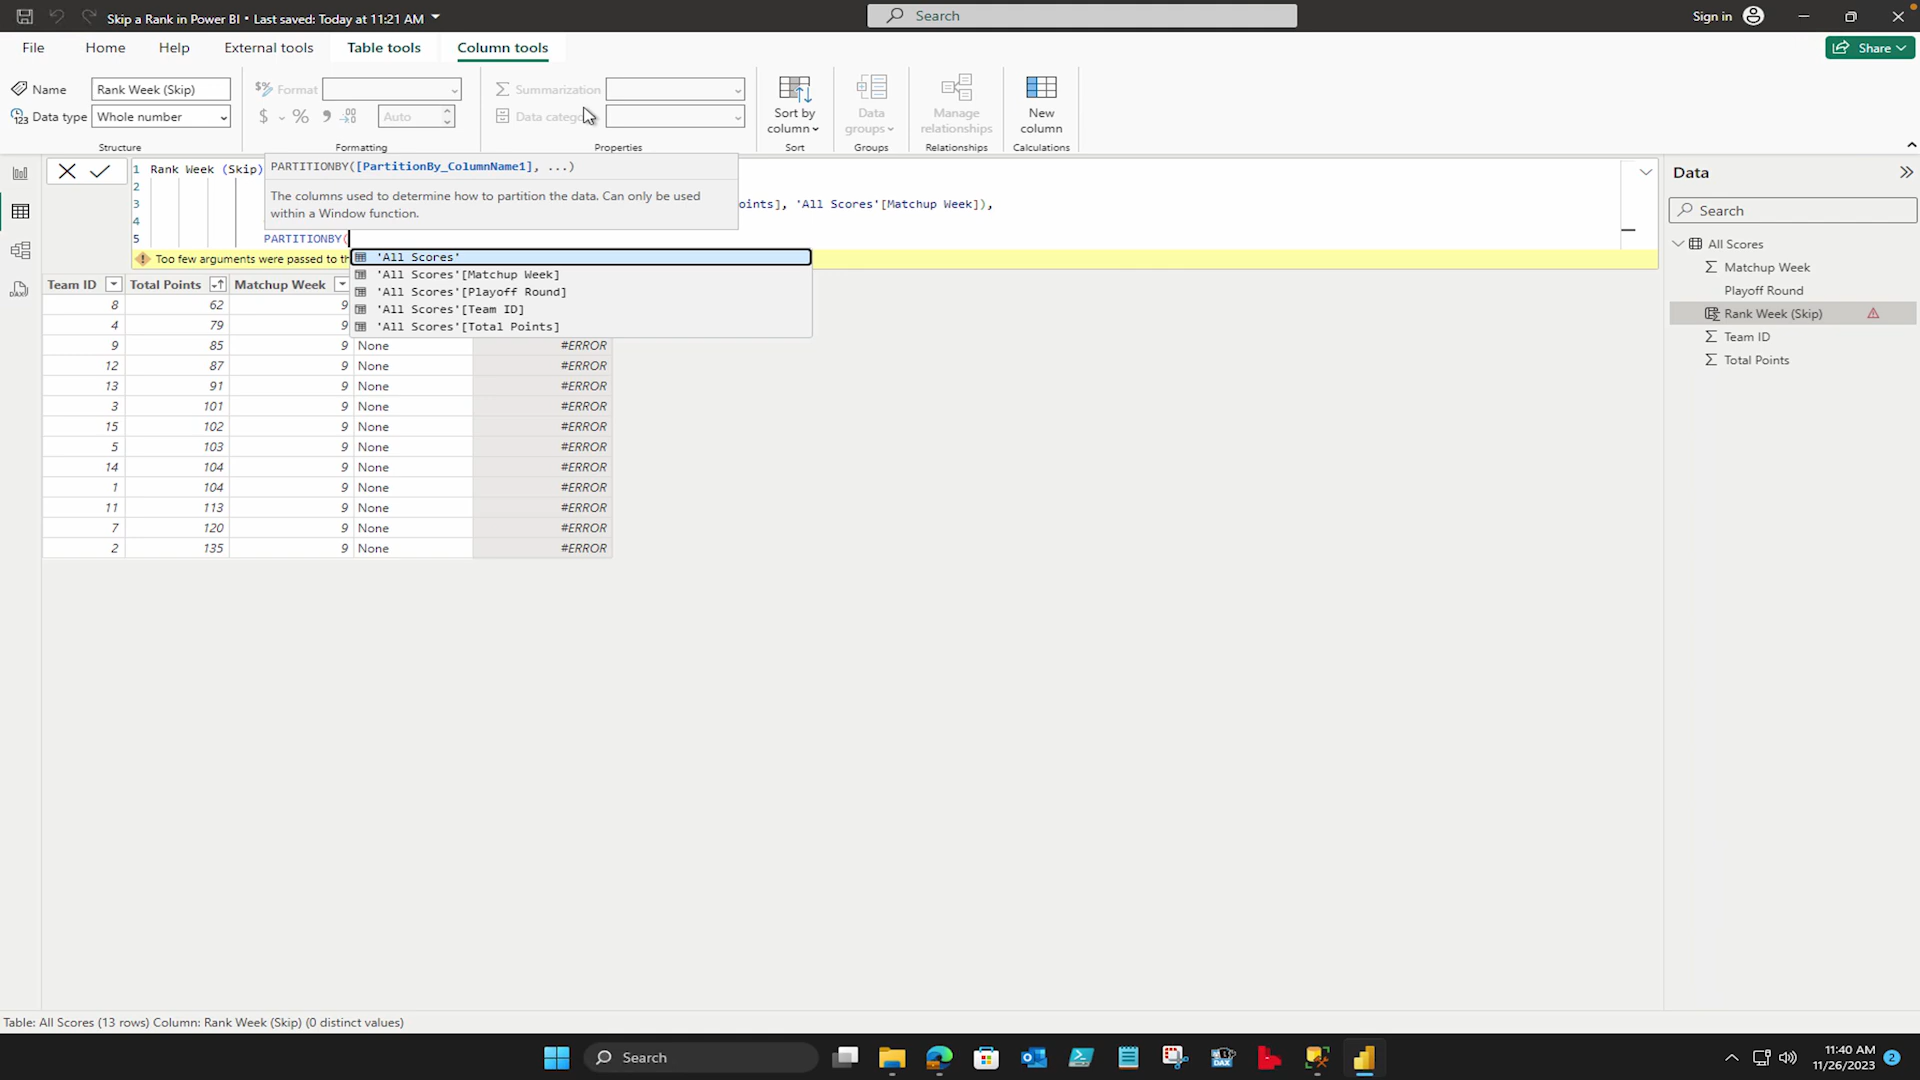 Skip a Rank in Power BI • Last saved: Today at 11:21 AM
Search
Sign in
File
Home
Help
External tools
Table tools
Column tools
Share
Name
Rank Week (Skip)
Data type
Whole number
Structure
Format
$
%
Auto
Formatting
Summarization
Data catego
Properties
Sort by
column
Sort
Data
groups
Groups
Manage
relationships
Relationships
New
column
Calculations
1 Rank Week (Skip)
2
3 oints], 'All Scores'[Matchup Week]),
4
5 PARTITIONBY(
PARTITIONBY([PartitionBy_ColumnName1], ...)
The columns used to determine how to partition the data. Can only be used
within a Window function.
Too few arguments were passed to th
'All Scores'
'All Scores'[Matchup Week]
'All Scores'[Playoff Round]
'All Scores'[Team ID]
'All Scores'[Total Points]
Team ID Total Points Matchup Week
8 62 9
4 79 9
9 85 9 None #ERROR
12 87 9 None #ERROR
13 91 9 None #ERROR
3 101 9 None #ERROR
15 102 9 None #ERROR
5 103 9 None #ERROR
14 104 9 None #ERROR
1 104 9 None #ERROR
11 113 9 None #ERROR
7 120 9 None #ERROR
2 135 9 None #ERROR
Data
Search
All Scores
Matchup Week
Playoff Round
Rank Week (Skip)
Team ID
Total Points
Table: All Scores (13 rows) Column: Rank Week (Skip) (0 distinct values)
Search
DAX
11:40 AM
11/26/2023
2